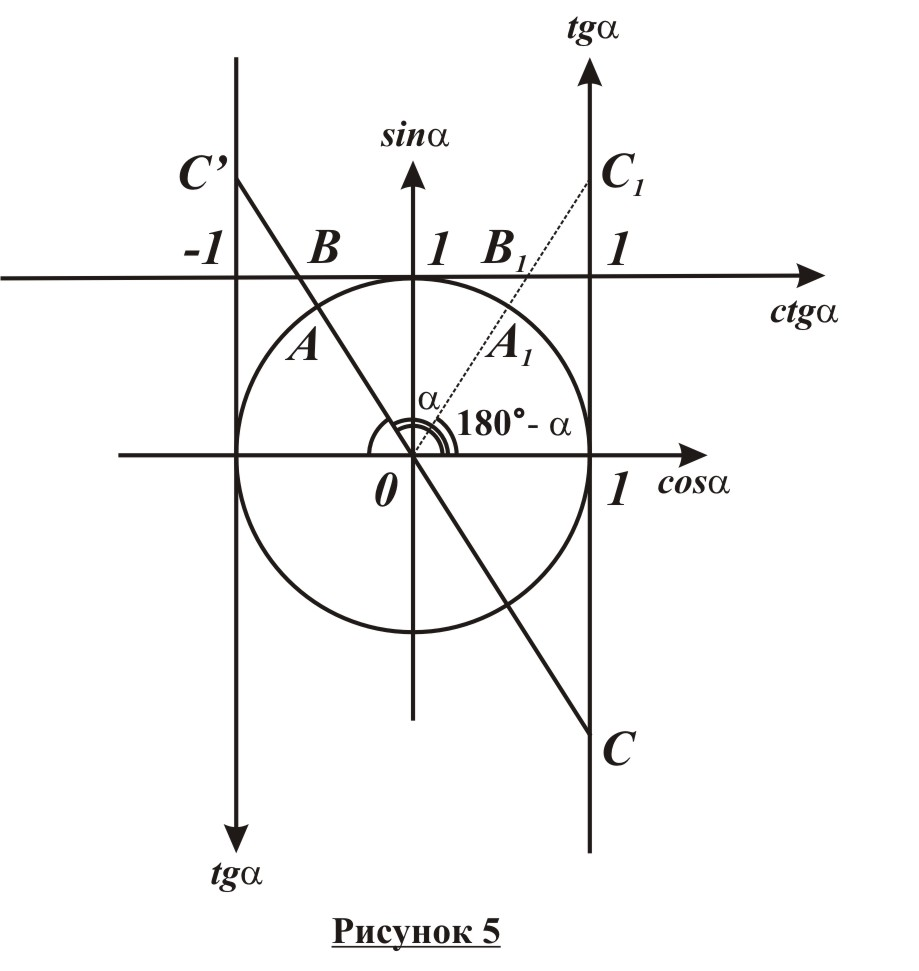 tgα
sinα
C’
C₁
-1
B
1
B₁
1
ctgα
A
A₁
α
180°- α
0
1
cosα
C
tgα
Рисунок 5